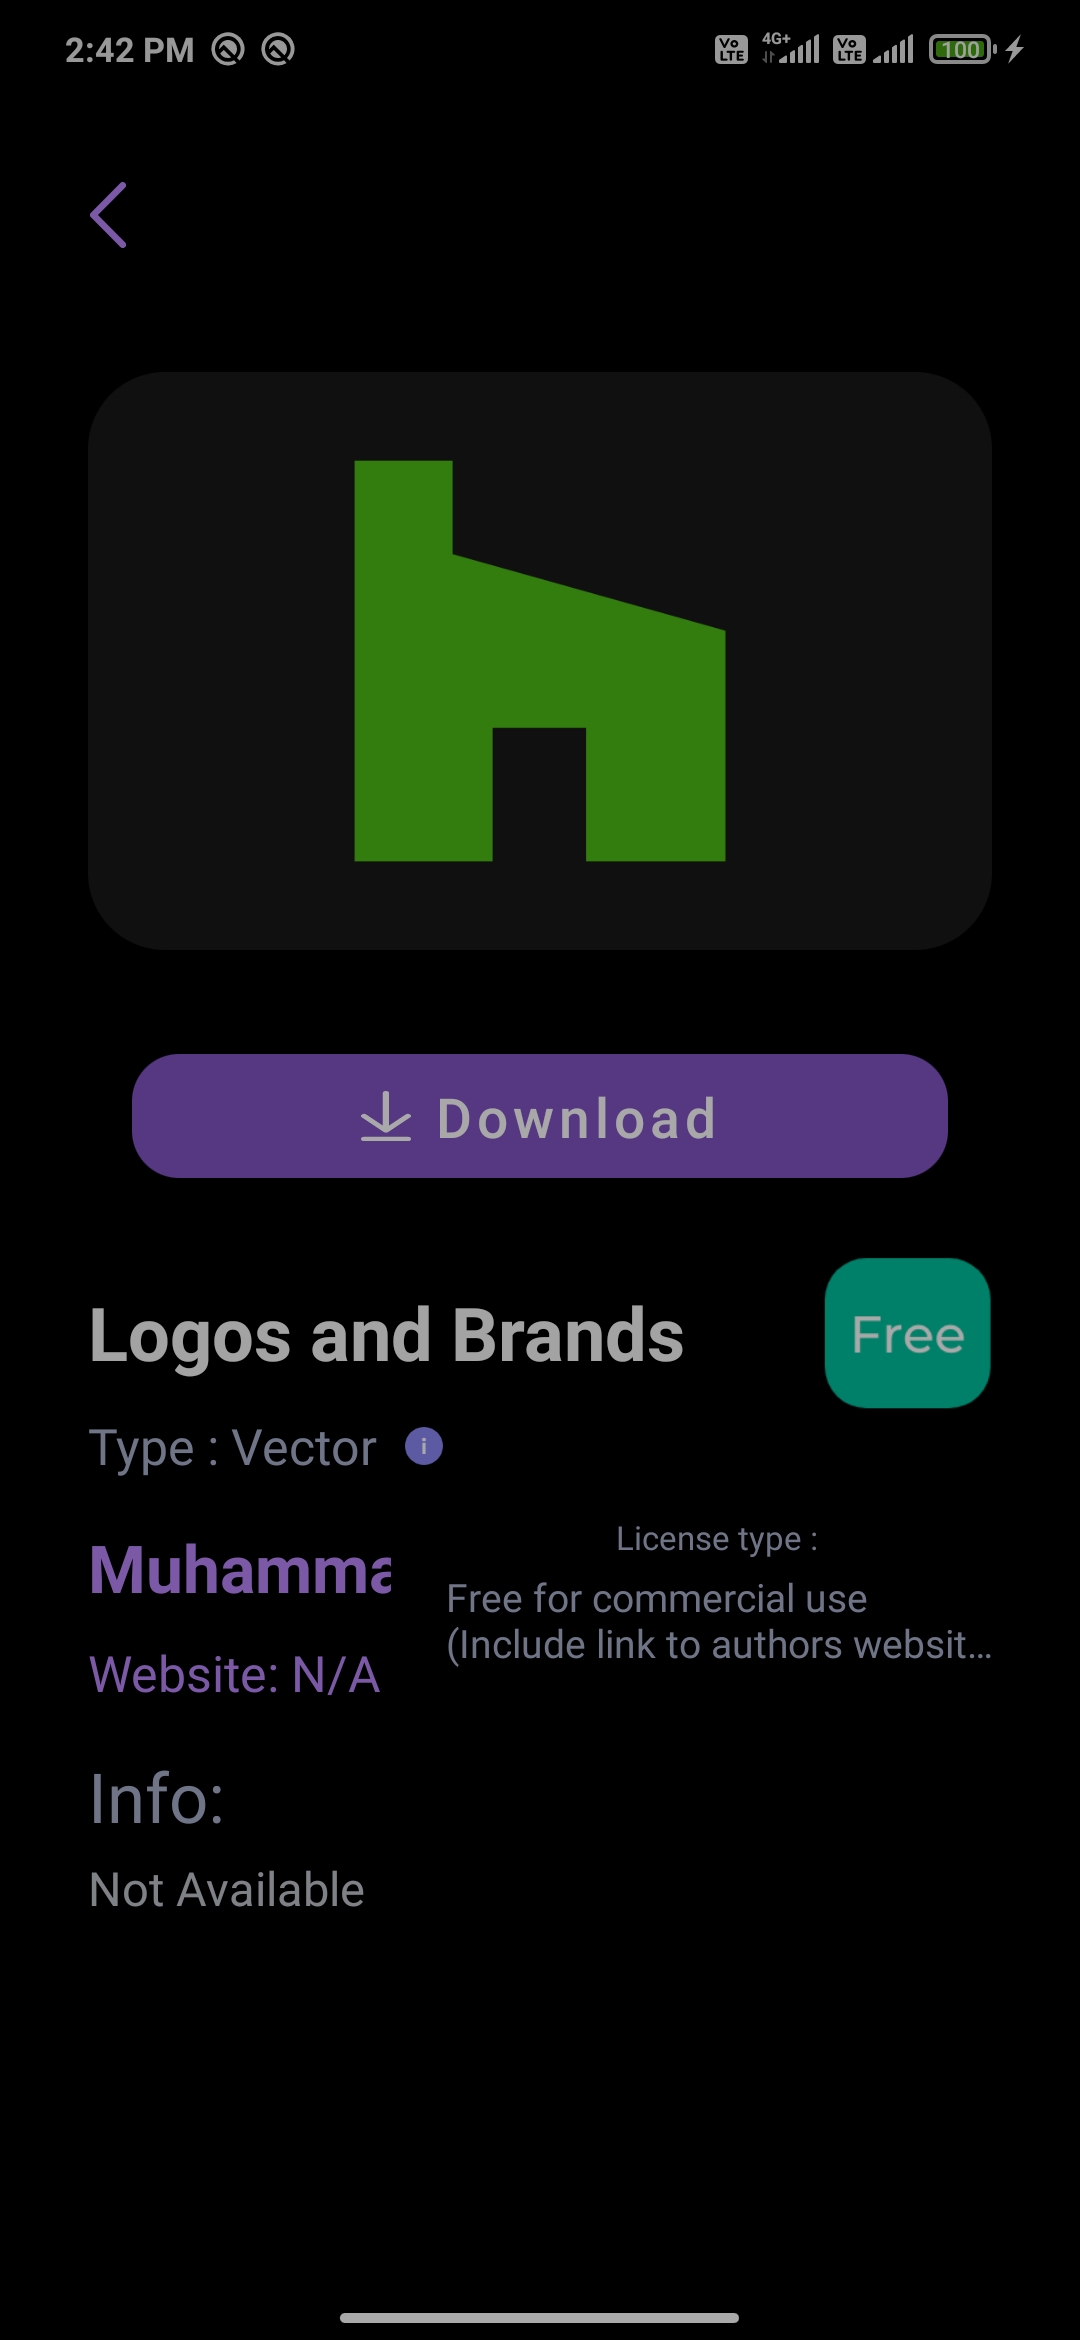 2:42 PM
Vo LTE 4G+ Vo LTE 100
Download
Logos and Brands
Free
Type : Vector
i
License type :
Muhamma
Free for commercial use
(Include link to authors websit...
Website: N/A
Info:
Not Available